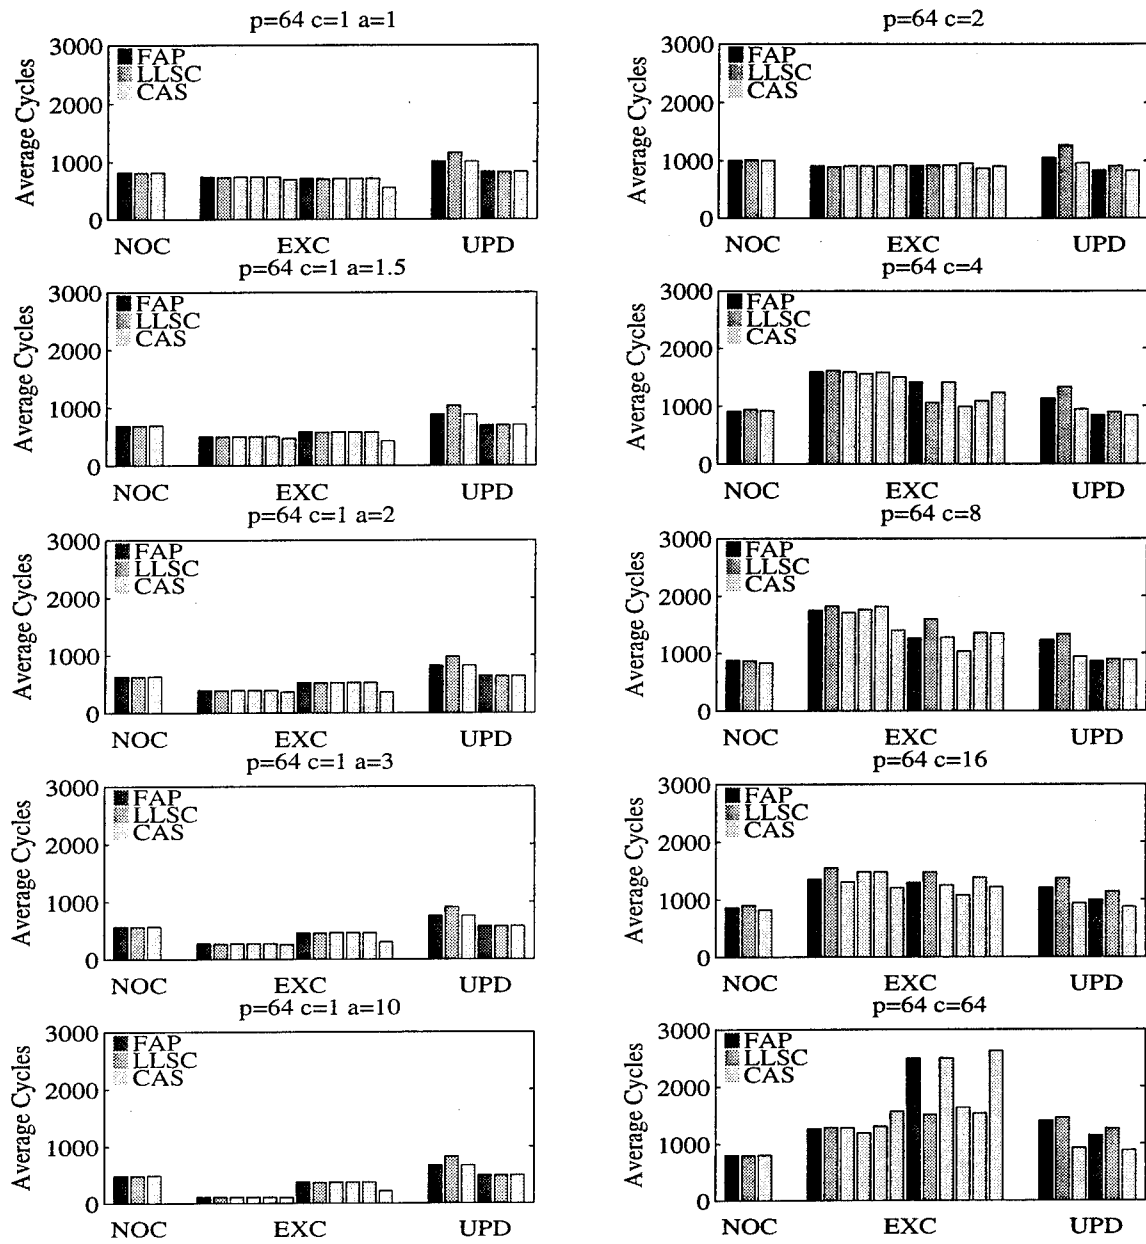 p=64 c=1 a=1
3000
2000
1000
0
Average Cycles
FAP
LLSC
CAS
NOC EXC UPD
p=64 c=1 a=1.5
3000
2000
1000
0
Average Cycles
FAP
LLSC
CAS
NOC EXC UPD
p=64 c=1 a=2
3000
2000
1000
0
Average Cycles
FAP
LLSC
CAS
NOC EXC UPD
p=64 c=1 a=3
3000
2000
1000
0
Average Cycles
FAP
LLSC
CAS
NOC EXC UPD
p=64 c=1 a=10
3000
2000
1000
0
Average Cycles
FAP
LLSC
CAS
NOC EXC UPD
p=64 c=2
3000
2000
1000
0
Average Cycles
FAP
LLSC
CAS
NOC EXC UPD
p=64 c=4
3000
2000
1000
0
Average Cycles
FAP
LLSC
CAS
NOC EXC UPD
p=64 c=8
3000
2000
1000
0
Average Cycles
FAP
LLSC
CAS
NOC EXC UPD
p=64 c=16
3000
2000
1000
0
Average Cycles
FAP
LLSC
CAS
NOC EXC UPD
p=64 c=64
3000
2000
1000
0
Average Cycles
FAP
LLSC
CAS
NOC EXC UPD